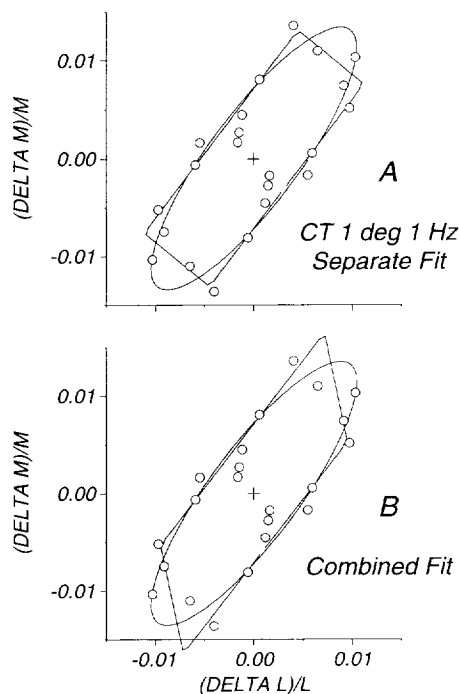 0.01
0.00
-0.01
(DELTA M)/M
A
CT 1 deg 1 Hz
Separate Fit
0.01
0.00
-0.01
(DELTA M)/M
B
Combined Fit
-0.01 0.00 0.01
(DELTA L)/L